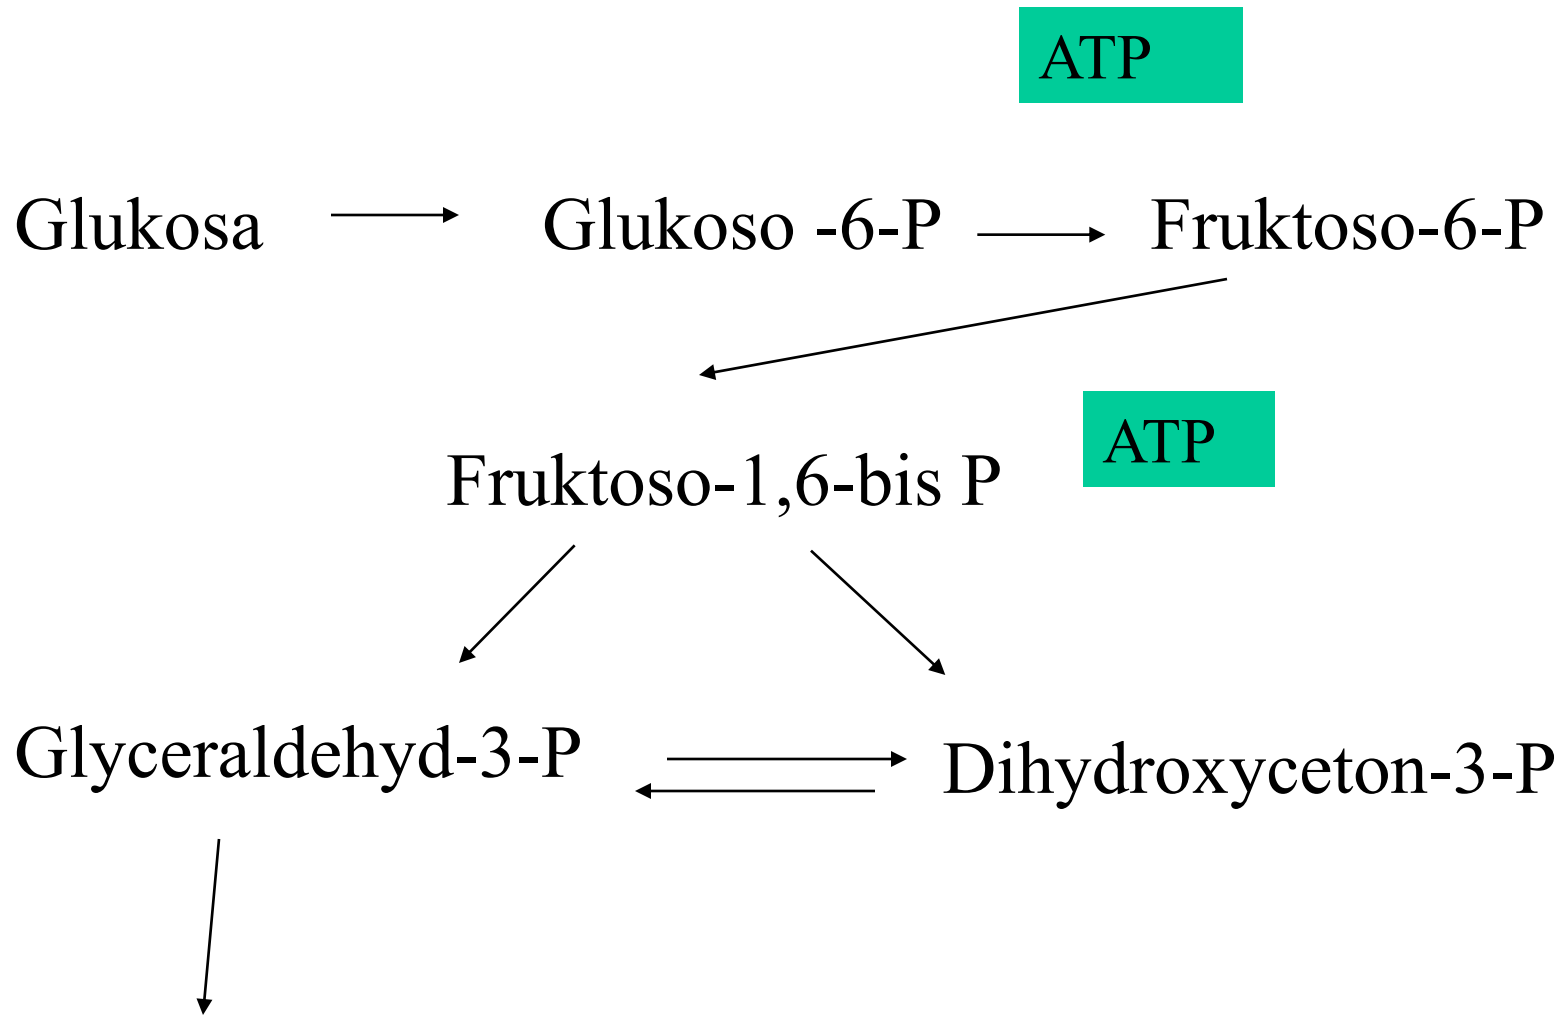 ATP
Glukosa
Glukoso -6-P
Fruktoso-6-P
Fruktoso-1,6-bis P
ATP
Glyceraldehyd-3-P
Dihydroxyceton-3-P